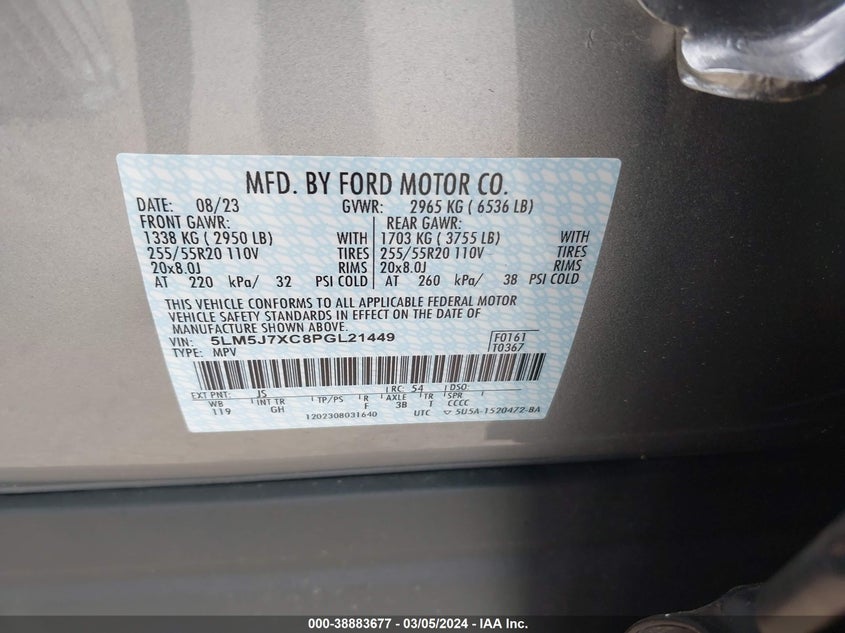 MFD. BY FORD MOTOR CO.
DATE: 08/23 GVWR: 2965 KG ( 6536 LB)
FRONT GAWR: REAR GAWR:
1338 KG ( 2950 LB) WITH 1703 KG ( 3755 LB) WITH
255/55R20 110V TIRES 255/55R20 110V TIRES
20x8.0J RIMS 20x8.0J RIMS
AT 220 kPa/ 32 PSI COLD AT 260 kPa/ 38 PSI COLD
THIS VEHICLE CONFORMS TO ALL APPLICABLE FEDERAL MOTOR
VEHICLE SAFETY STANDARDS IN EFFECT ON THE DATE OF
MANUFACTURE SHOWN ABOVE.
VIN: 5LM5J7XC8PGL21449 F0161
TYPE: MPV T0367
EXT PNT: JS RC: 54 DSO:
WB INT TR TP/PS R AXLE TR SPR
119 GH F 3B T CCCC
1202308031640 UTC 5U5A-1520472-BA
000-38883677 - 03/05/2024 - IAA Inc.